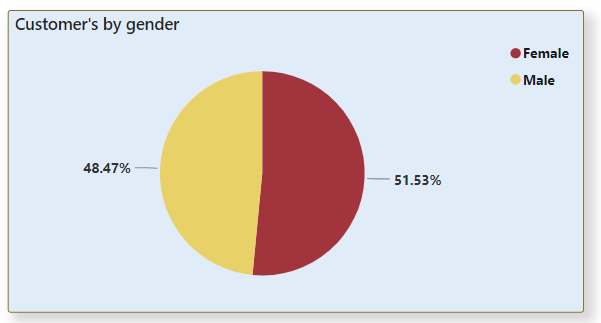 Customer's by gender
Female
Male
48.47%
51.53%